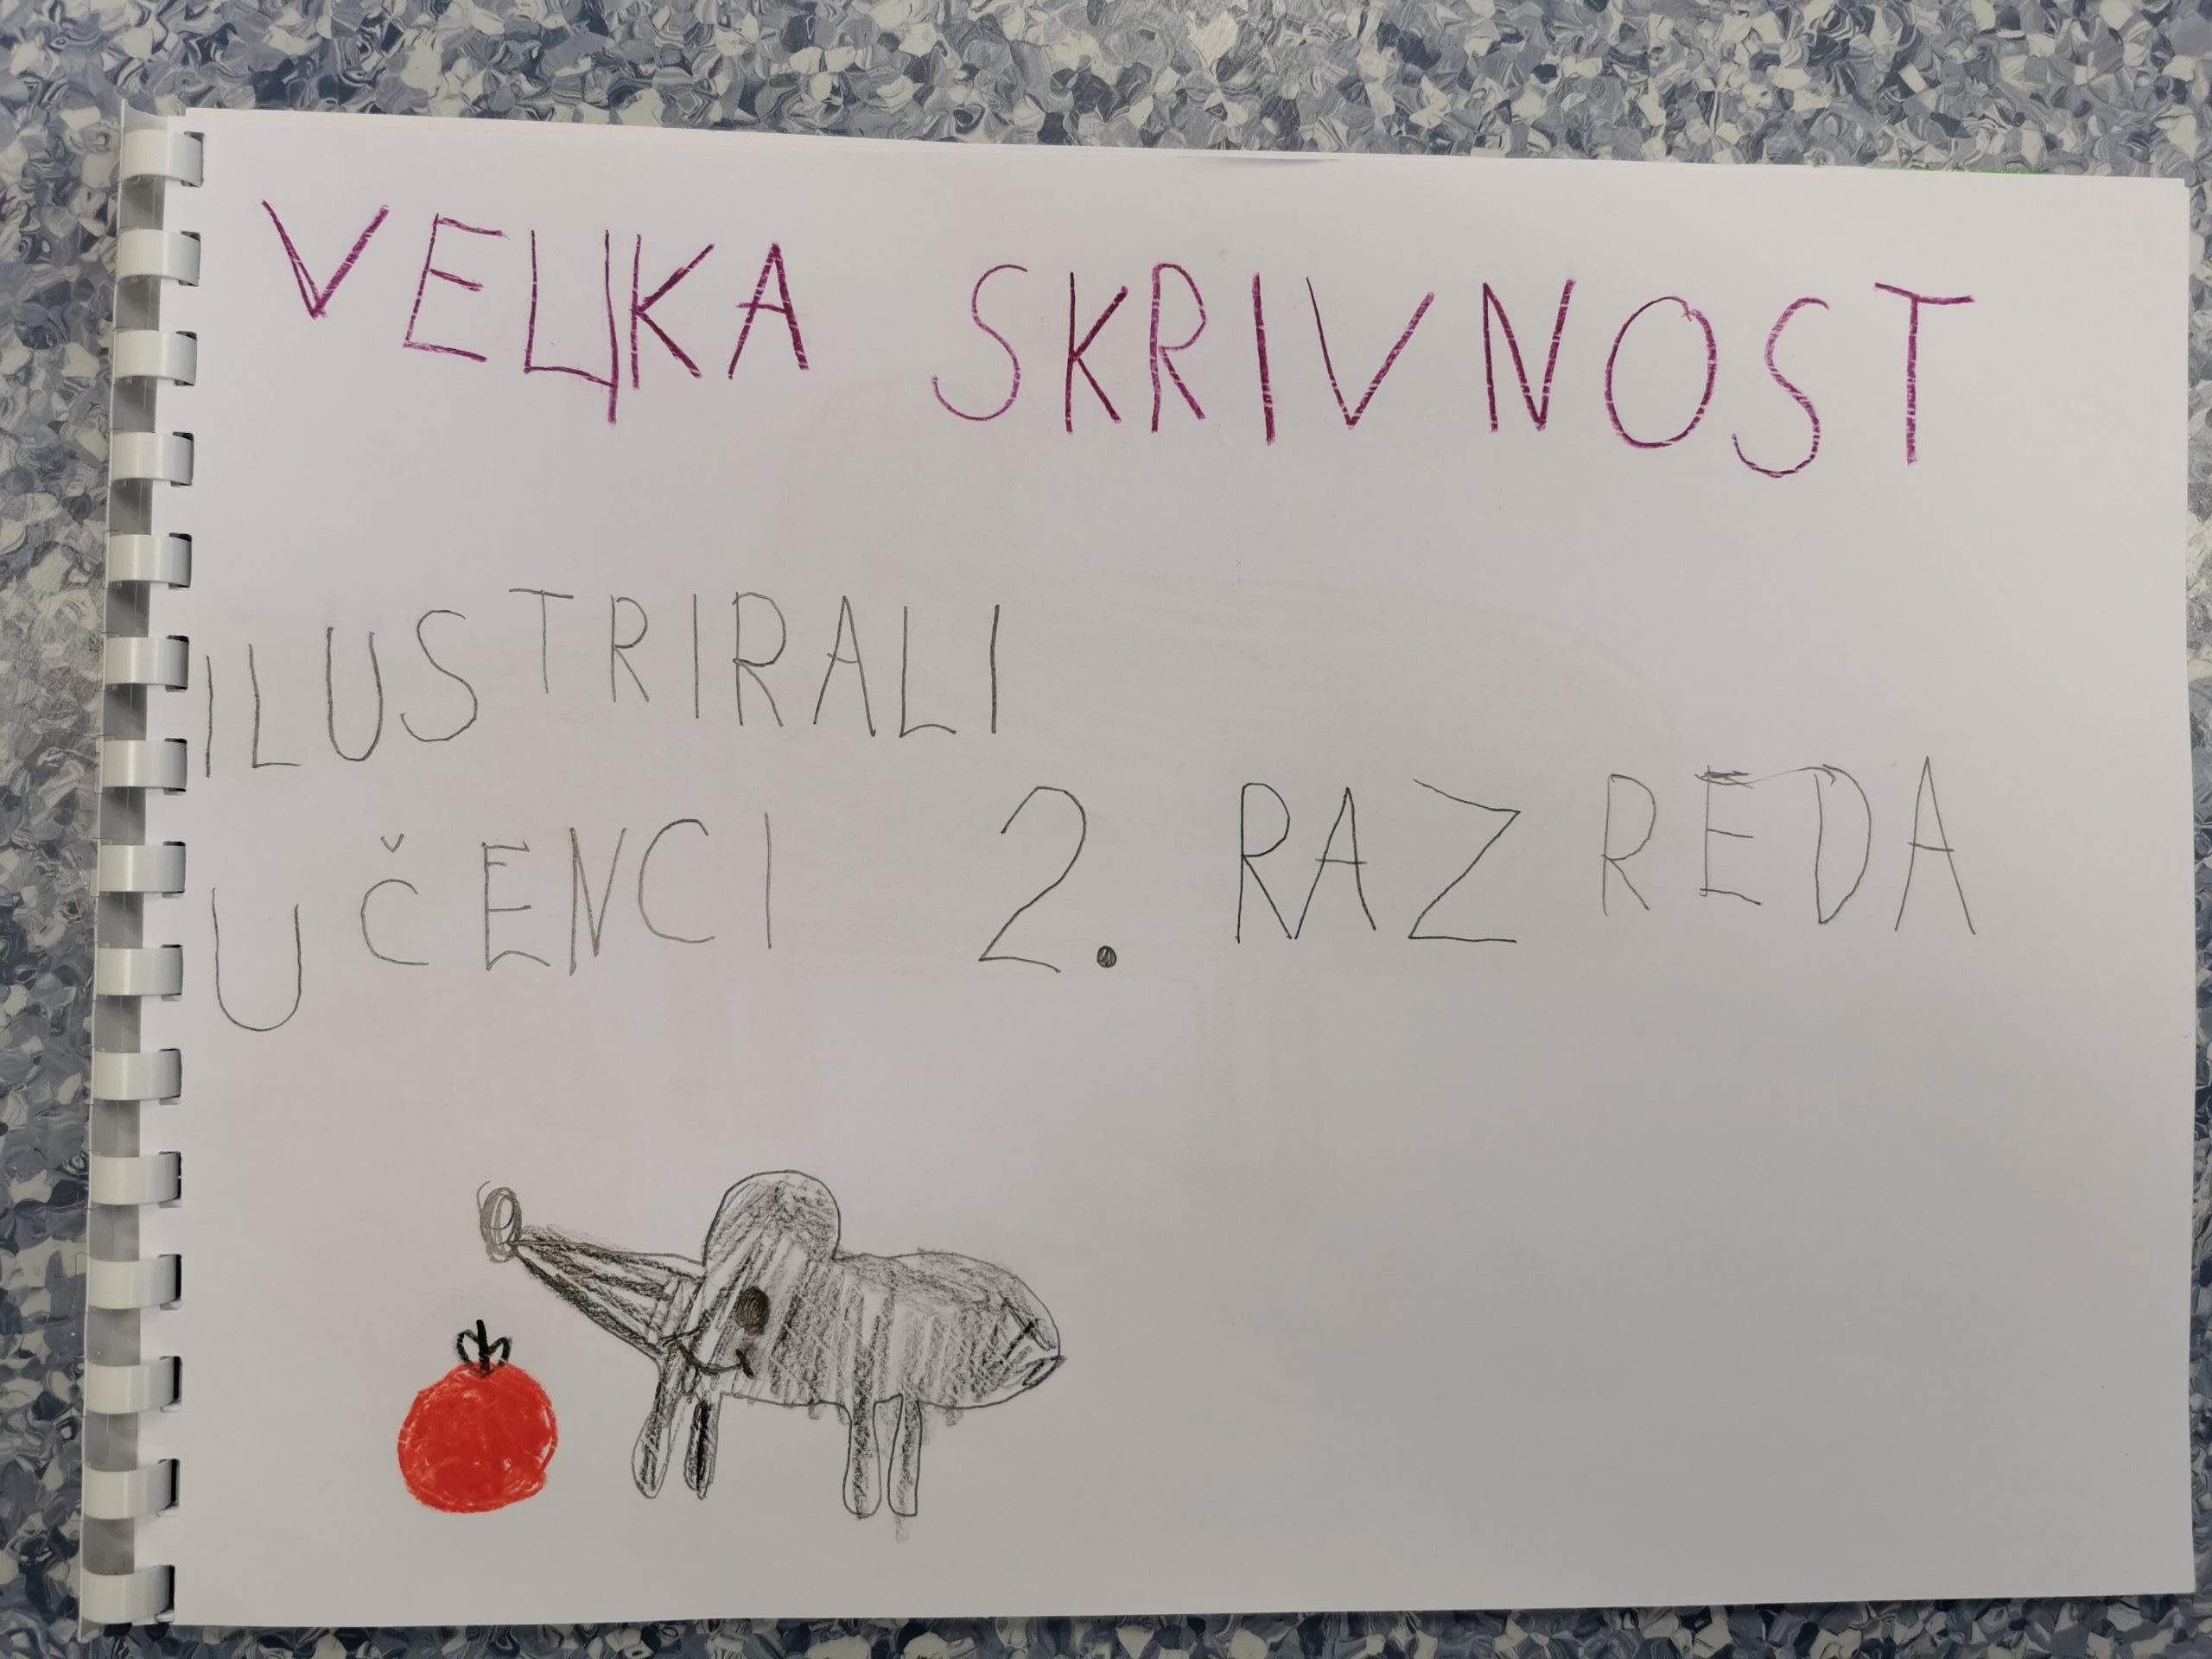 VELIKA SKRIVNOST
ILUSTRIRALI
UČENCI 2. RAZREDA